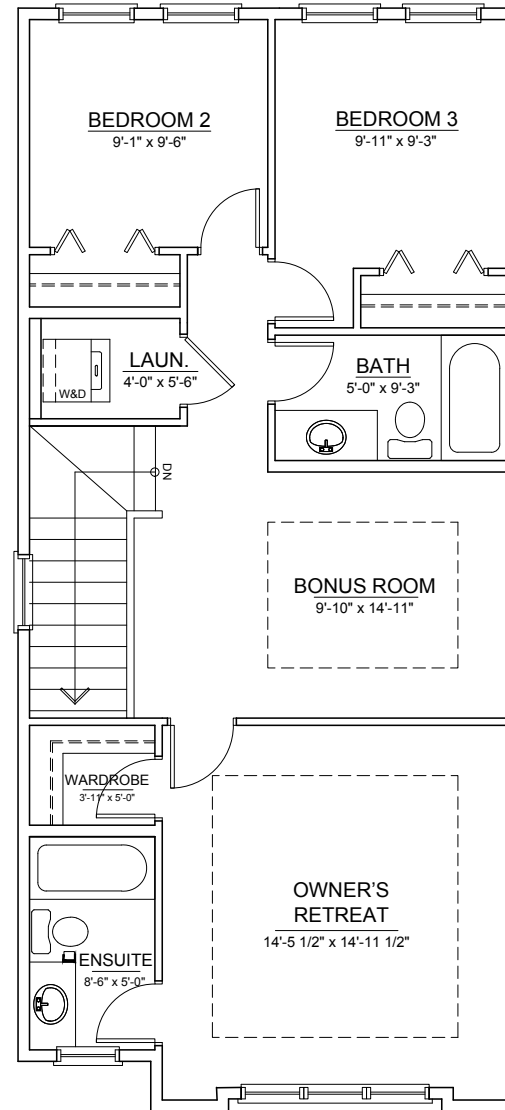 BEDROOM 2
9'-1" x 9'-6"
BEDROOM 3
9'-11" x 9'-3"
LAUN.
4'-0" x 5'-6"
W&D
BATH
5'-0" x 9'-3"
DN
BONUS ROOM
9'-10" x 14'-11"
WARDROBE
3'-11" x 5'-0"
OWNER'S
RETREAT
14'-5 1/2" x 14'-11 1/2"
ENSUITE
8'-6" x 5'-0"